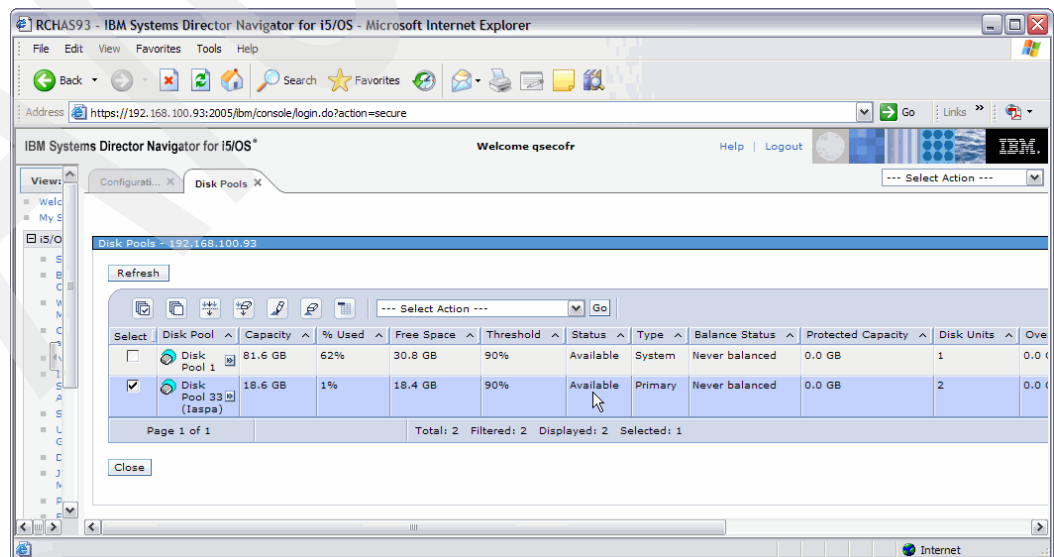 RCHAS93 - IBM Systems Director Navigator for i5/OS - Microsoft Internet Explorer
File Edit View Favorites Tools Help
Back Search Favorites
Address https://192.168.100.93:2005/ibm/console/login.do?action=secure Go Links »
IBM Systems Director Navigator for i5/OS* Welcome qsecofr Help | Logout IBM.
View: Configurati... X Disk Pools X --- Select Action ---
Welc
My S
i5/O
Disk Pools - 192.168.100.93
Refresh
--- Select Action --- Go
Select Disk Pool Capacity % Used Free Space Threshold Status Type Balance Status Protected Capacity Disk Units Ove
Disk Pool 1 81.6 GB 62% 30.8 GB 90% Available System Never balanced 0.0 GB 1 0.0
Disk Pool 33 (Iaspa) 18.6 GB 1% 18.4 GB 90% Available Primary Never balanced 0.0 GB 2 0.0
Page 1 of 1 Total: 2 Filtered: 2 Displayed: 2 Selected: 1
Close
Internet